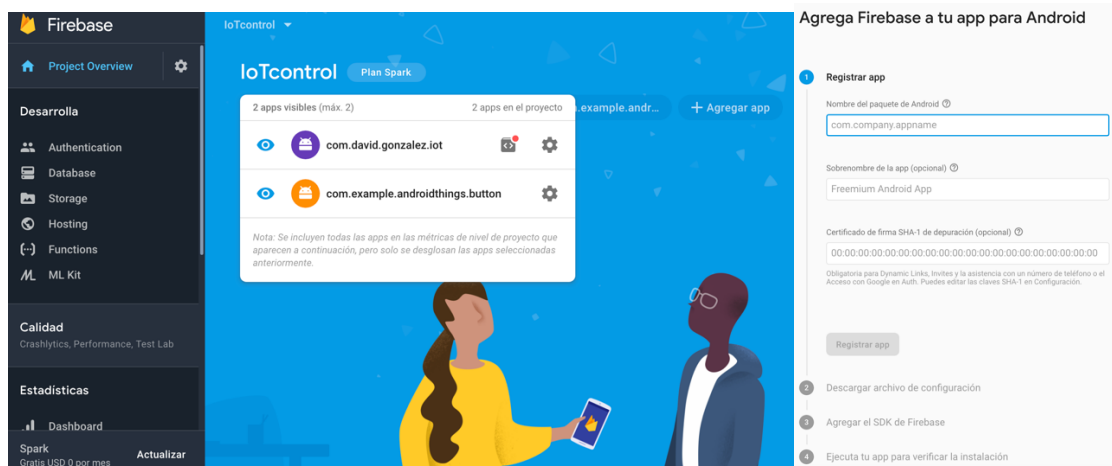 Firebase
Project Overview
Desarrolla
Authentication
Database
Storage
Hosting
Functions
ML Kit
Calidad
Crashlytics, Performance, Test Lab
Estadísticas
Dashboard
Spark
Gratis USD 0 por mes
Actualizar
IoTcontrol
IoTcontrol
Plan Spark
2 apps visibles (máx. 2)
2 apps en el proyecto
.example.andr...
+ Agregar app
com.david.gonzalez.iot
com.example.androidthings.button
Nota: Se incluyen todas las apps en las métricas de nivel de proyecto que
aparecen a continuación, pero solo se desglosan las apps seleccionadas
anteriormente.
Agrega Firebase a tu app para Android
1 Registrar app
Nombre del paquete de Android
com.company.appname
Sobrenombre de la app (opcional)
Freemium Android App
Certificado de firma SHA-1 de depuración (opcional)
00:00:00:00:00:00:00:00:00:00:00:00:00:00:00:00:00:00:00:00
Obligatoria para Dynamic Links, Invites y la asistencia con un número de teléfono o el
Acceso con Google en Auth. Puedes editar las claves SHA-1 en Configuración.
Registrar app
2 Descargar archivo de configuración
3 Agregar el SDK de Firebase
4 Ejecuta tu app para verificar la instalación